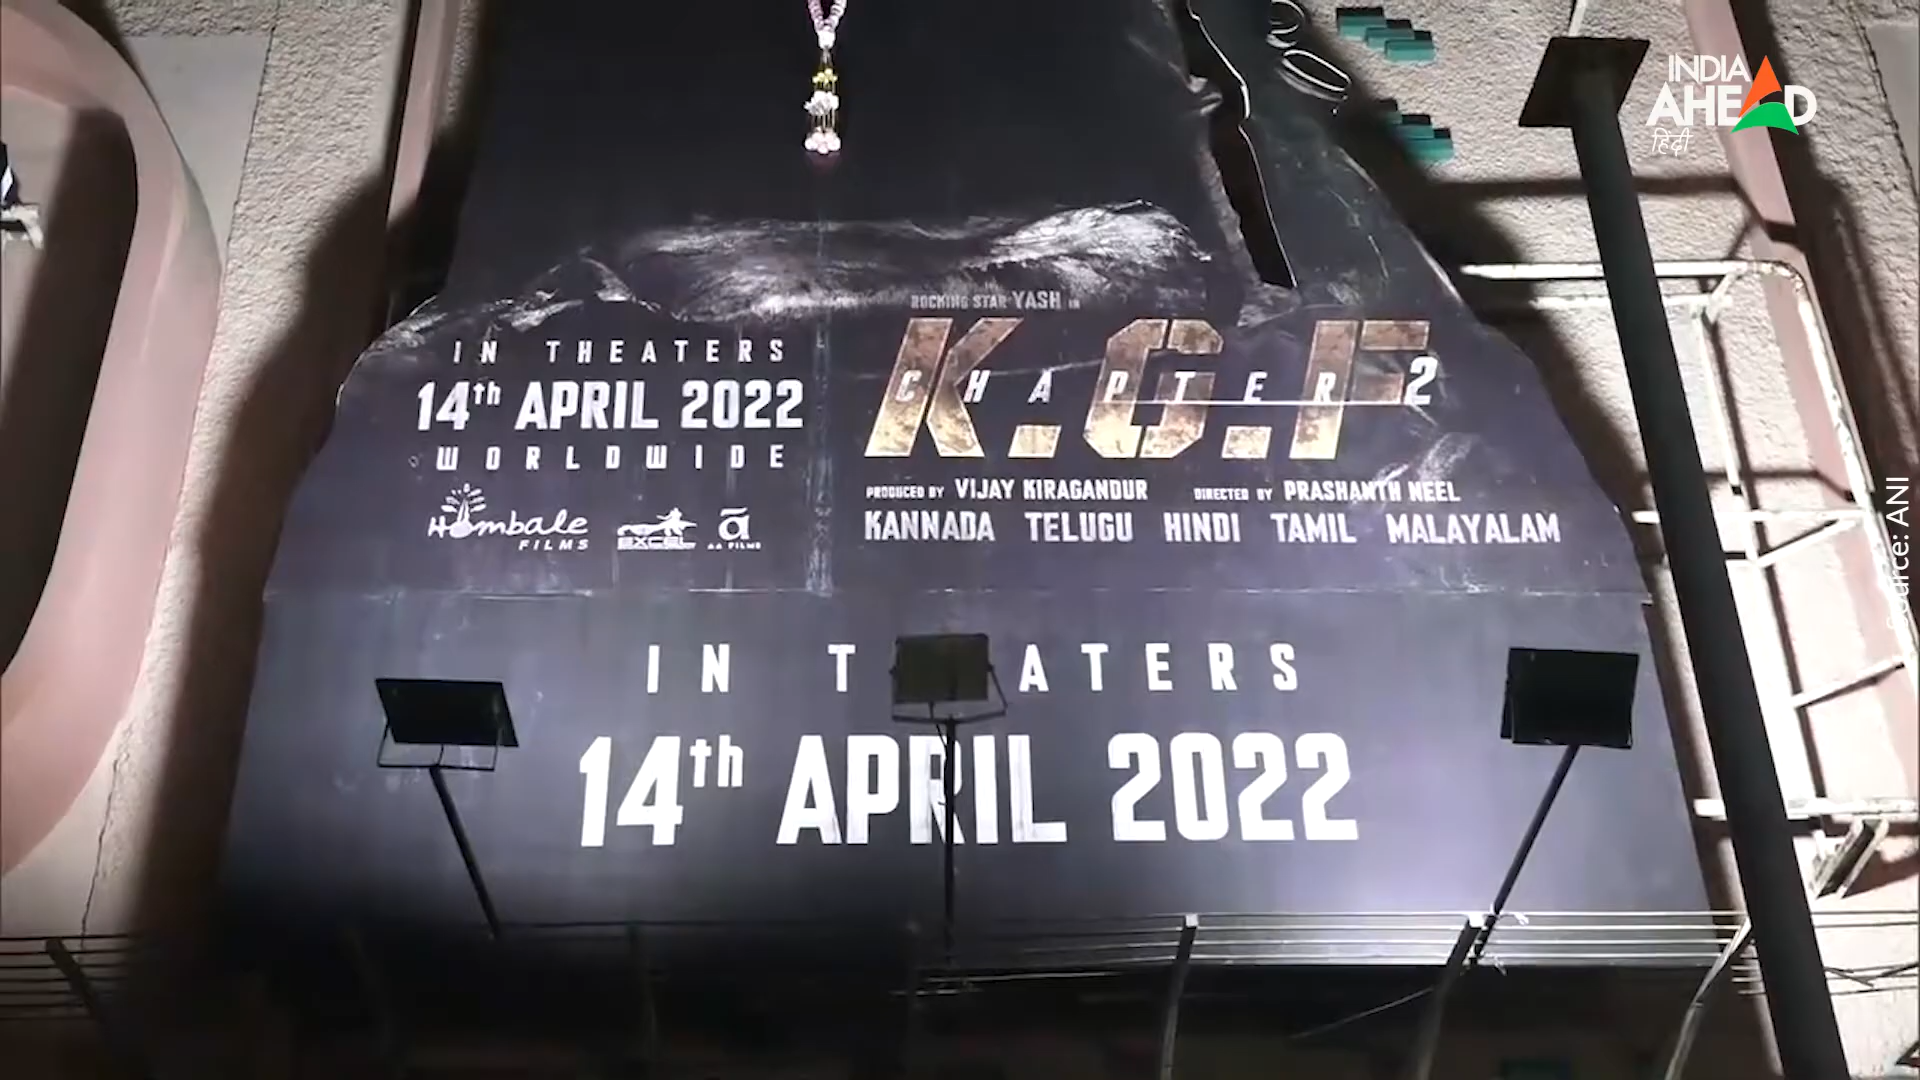 INDIA
AHEAD
हिंदी
Source: ANI
ROCKING STAR YASH IN
K.G.F
CHAPTER 2
IN THEATERS
14th APRIL 2022
WORLDWIDE
Hombale
FILMS
EXCEL
AA FILMS
PRODUCED BY VIJAY KIRAGANDUR DIRECTED BY PRASHANTH NEEL
KANNADA TELUGU HINDI TAMIL MALAYALAM
IN T ATERS
14th APRIL 2022